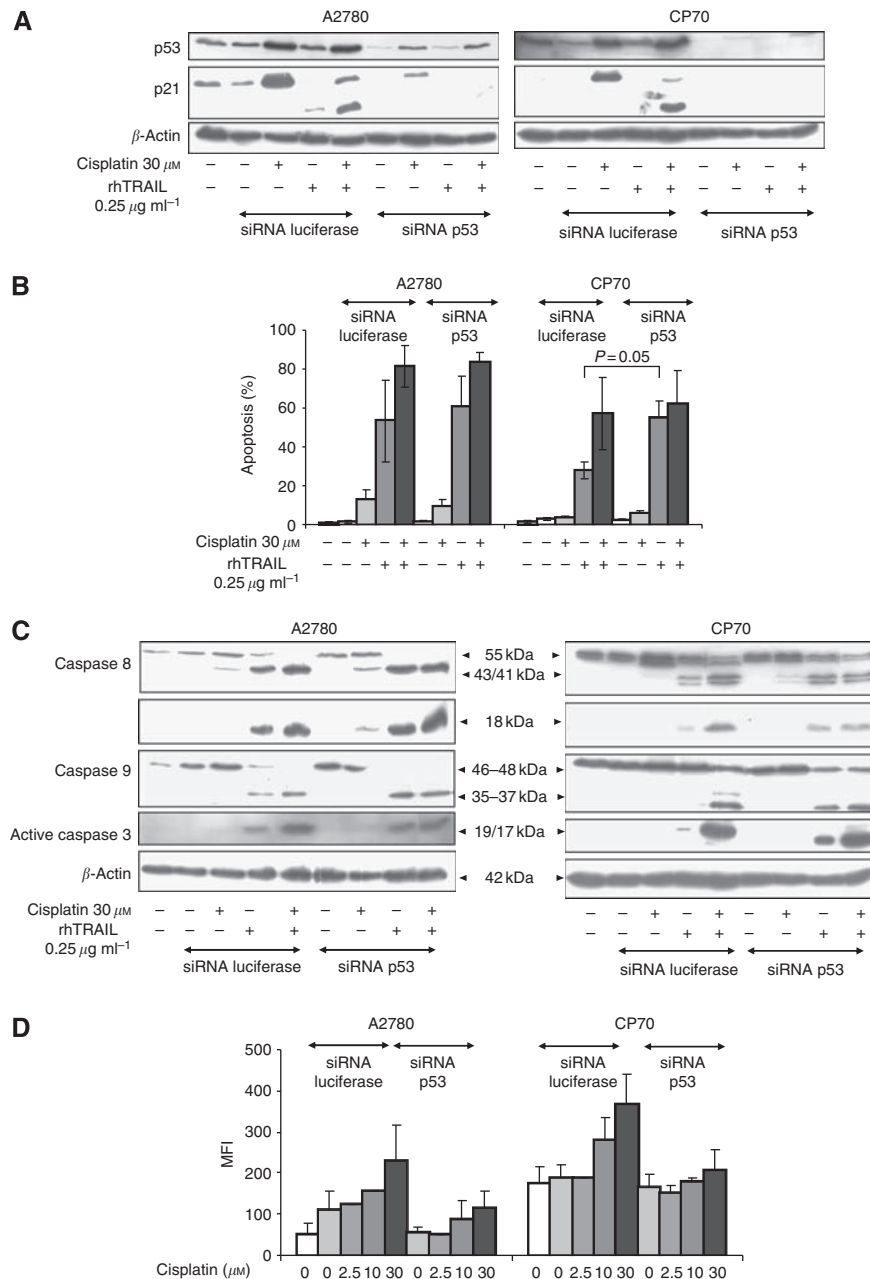 A
A2780 CP70
p53
p21
β-Actin
Cisplatin 30 μM – – + – + – + – + – – + – + – + – +
rhTRAIL – – – + + – – + + – – – + + – – + +
0.25 μg ml–1
siRNA luciferase siRNA p53 siRNA luciferase siRNA p53
B
A2780 CP70
siRNA luciferase siRNA p53 siRNA luciferase siRNA p53
100
80
60
40
20
0
Apoptosis (%)
P = 0.05
Cisplatin 30 μM – – + – + – + – + – – + – + – + – +
rhTRAIL – – – + + – – + + – – – + + – – + +
0.25 μg ml–1
C
A2780 CP70
Caspase 8 55 kDa
43/41 kDa
18 kDa
Caspase 9 46–48 kDa
35–37 kDa
Active caspase 3 19/17 kDa
β-Actin 42 kDa
Cisplatin 30 μM – – + – + – + – + – – + – + – + – +
rhTRAIL – – – + + – – + + – – – + + – – + +
0.25 μg ml–1
siRNA luciferase siRNA p53 siRNA luciferase siRNA p53
D
A2780 CP70
siRNA luciferase siRNA p53 siRNA luciferase siRNA p53
500
400
300
200
100
0
MFI
Cisplatin (μM) 0 0 2.5 10 30 0 2.5 10 30 0 0 2.5 10 30 0 2.5 10 30